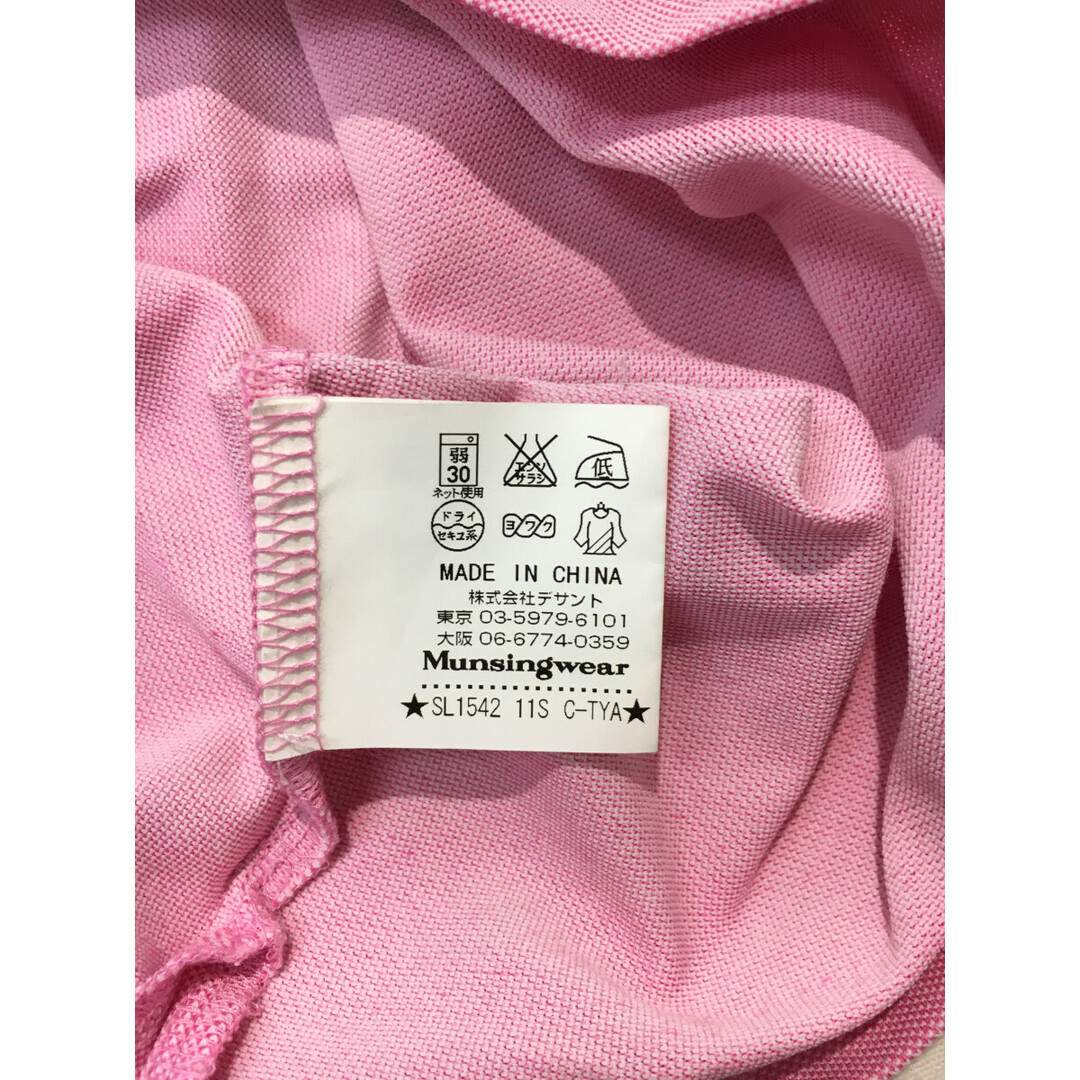 弱 エンソ 低
30 サラシ
ネット使用
ドライ ヨワク
セキユ系
MADE IN CHINA
株式会社デサント
東京 03-5979-6101
大阪 06-6774-0359
Munsingwear
★SL1542 11S C-TYA★